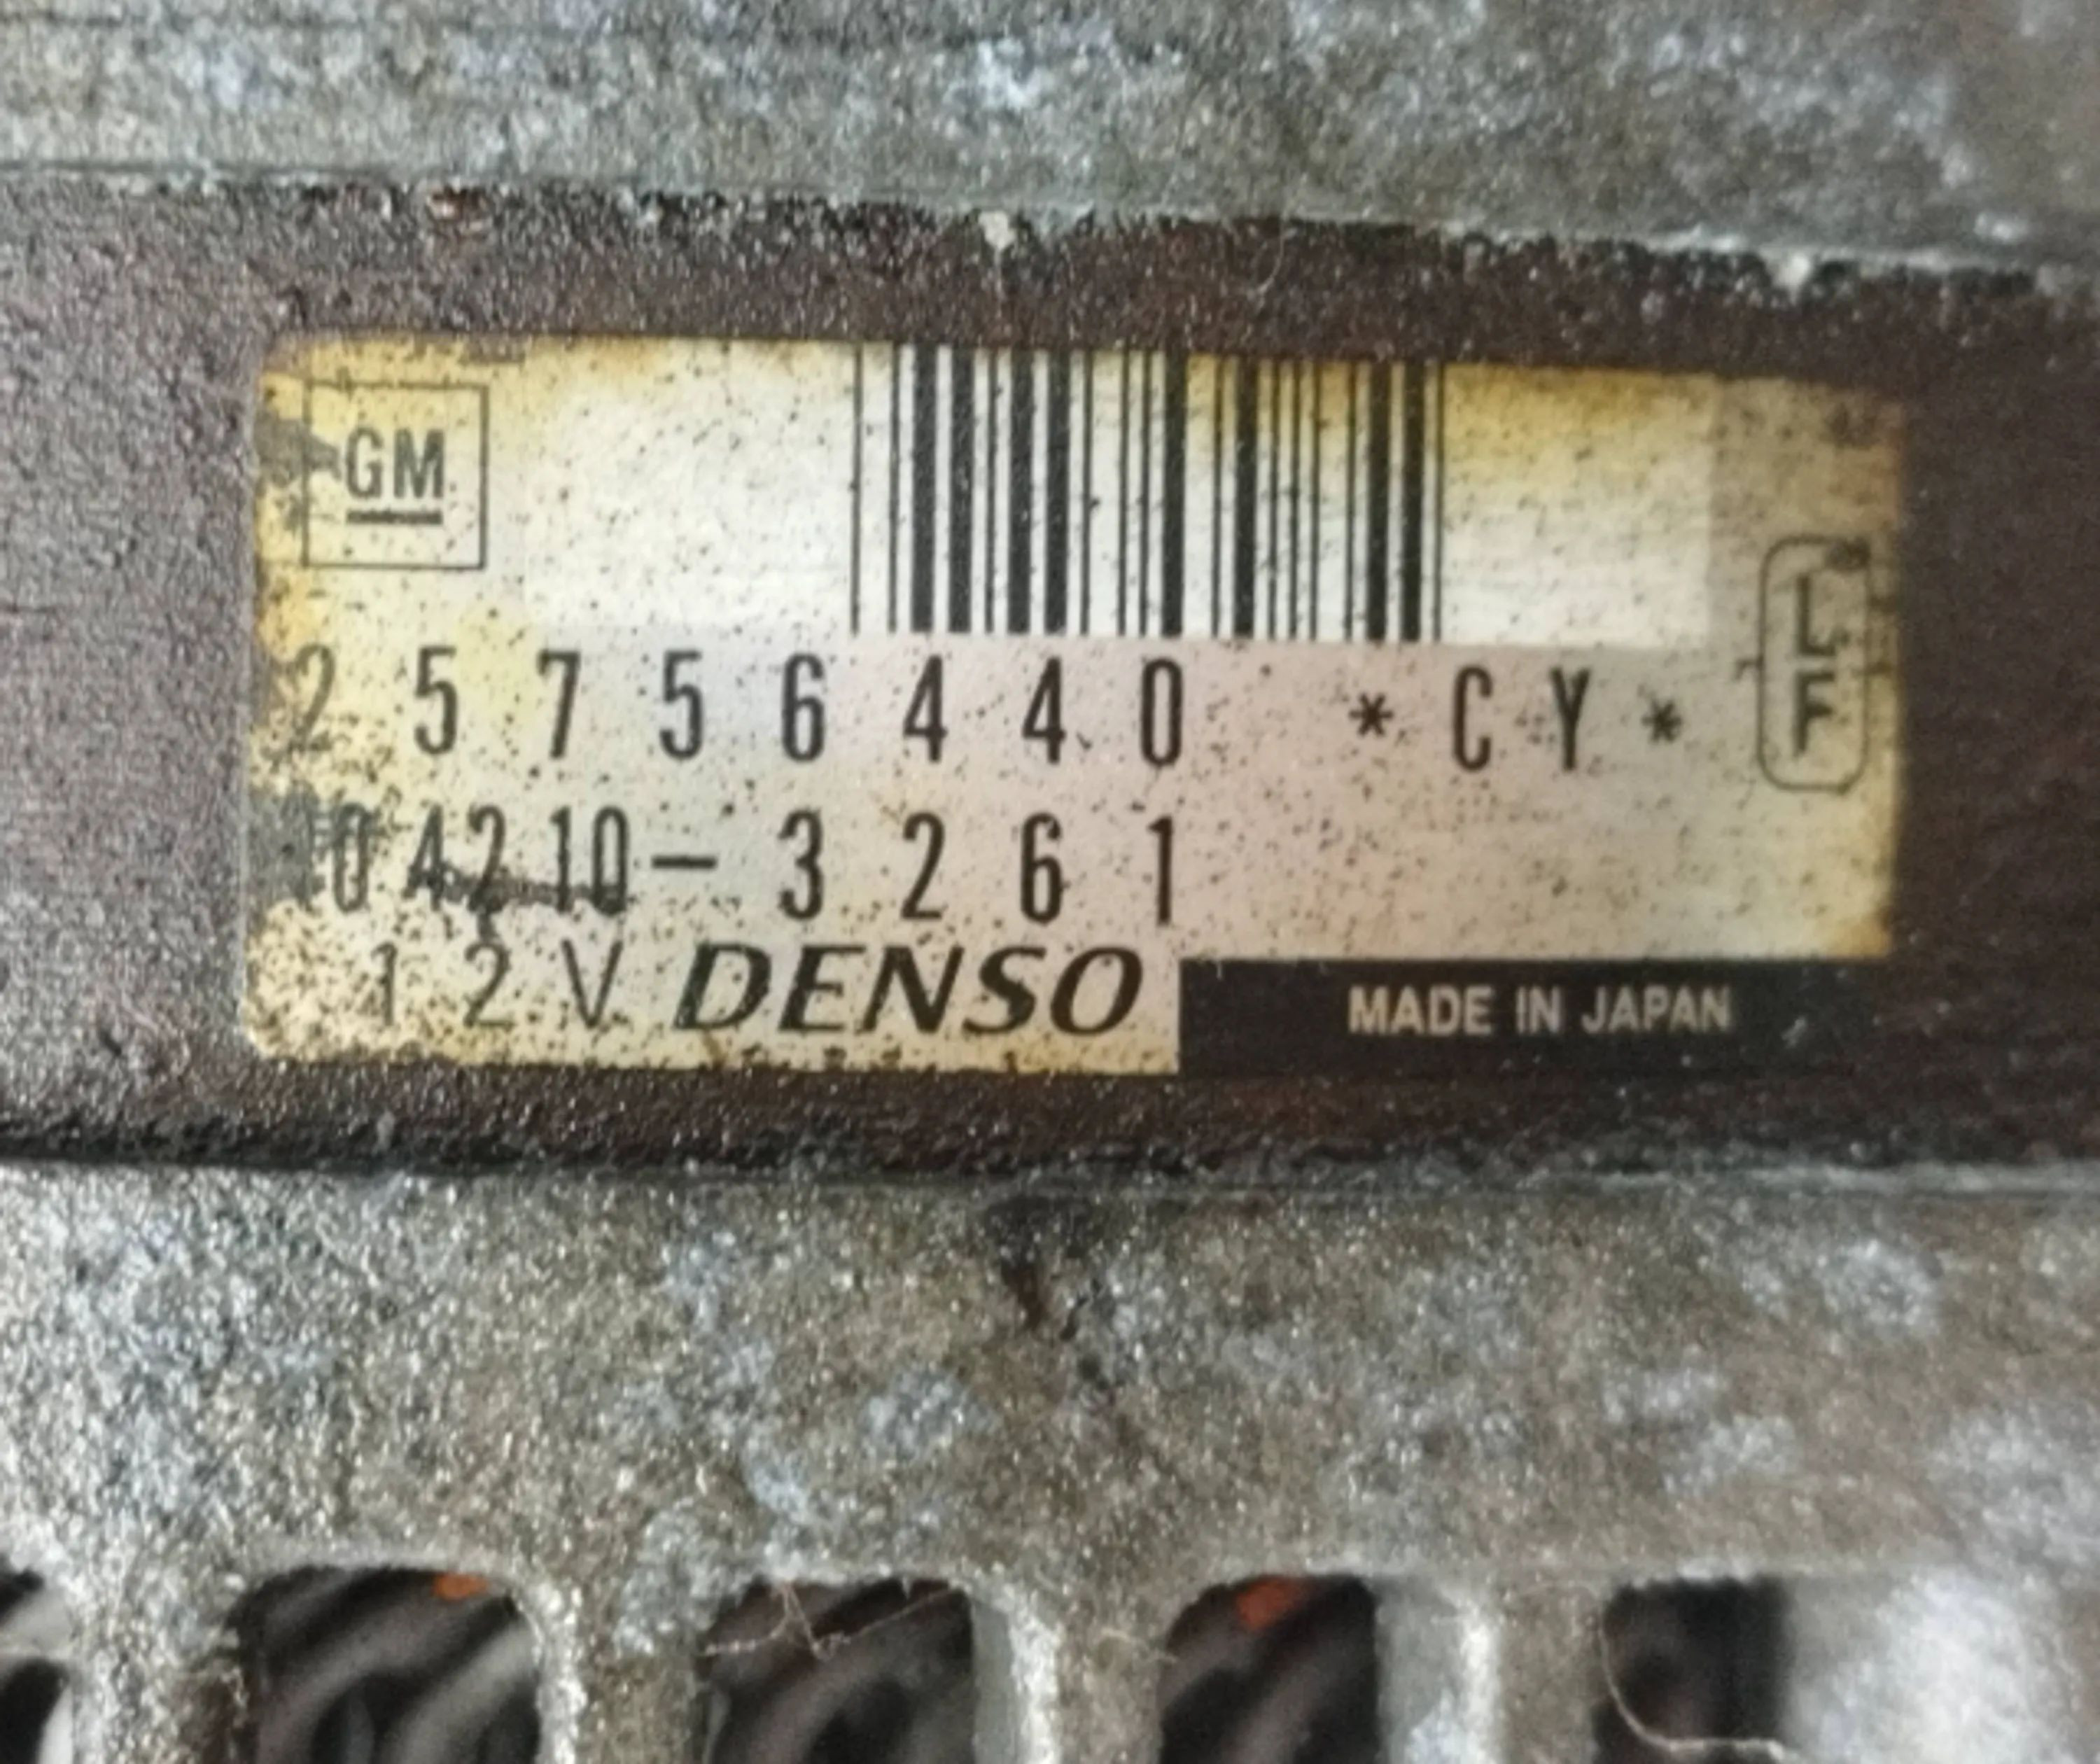 GM
25756440 *CY*
LF
104210-3261
12V DENSO
MADE IN JAPAN